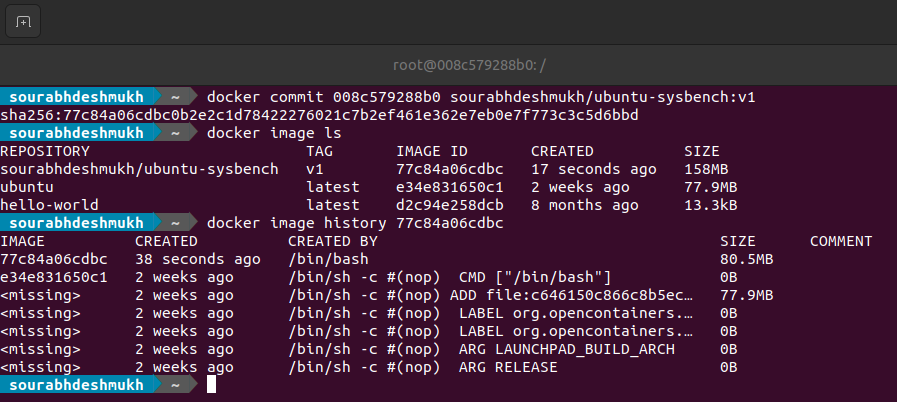 root@008c579288b0: /
sourabhdeshmukh ~ docker commit 008c579288b0 sourabhdeshmukh/ubuntu-sysbench:v1
sha256:77c84a06cdbc0b2e2c1d78422276021c7b2ef461e362e7eb0e7f773c3c5d6bbd
sourabhdeshmukh ~ docker image ls
REPOSITORY TAG IMAGE ID CREATED SIZE
sourabhdeshmukh/ubuntu-sysbench v1 77c84a06cdbc 17 seconds ago 158MB
ubuntu latest e34e831650c1 2 weeks ago 77.9MB
hello-world latest d2c94e258dcb 8 months ago 13.3kB
sourabhdeshmukh ~ docker image history 77c84a06cdbc
IMAGE CREATED CREATED BY SIZE COMMENT
77c84a06cdbc 38 seconds ago /bin/bash 80.5MB
e34e831650c1 2 weeks ago /bin/sh -c #(nop) CMD ["/bin/bash"] 0B
<missing> 2 weeks ago /bin/sh -c #(nop) ADD file:c646150c866c8b5ec… 77.9MB
<missing> 2 weeks ago /bin/sh -c #(nop) LABEL org.opencontainers.… 0B
<missing> 2 weeks ago /bin/sh -c #(nop) LABEL org.opencontainers.… 0B
<missing> 2 weeks ago /bin/sh -c #(nop) ARG LAUNCHPAD_BUILD_ARCH 0B
<missing> 2 weeks ago /bin/sh -c #(nop) ARG RELEASE 0B
sourabhdeshmukh ~